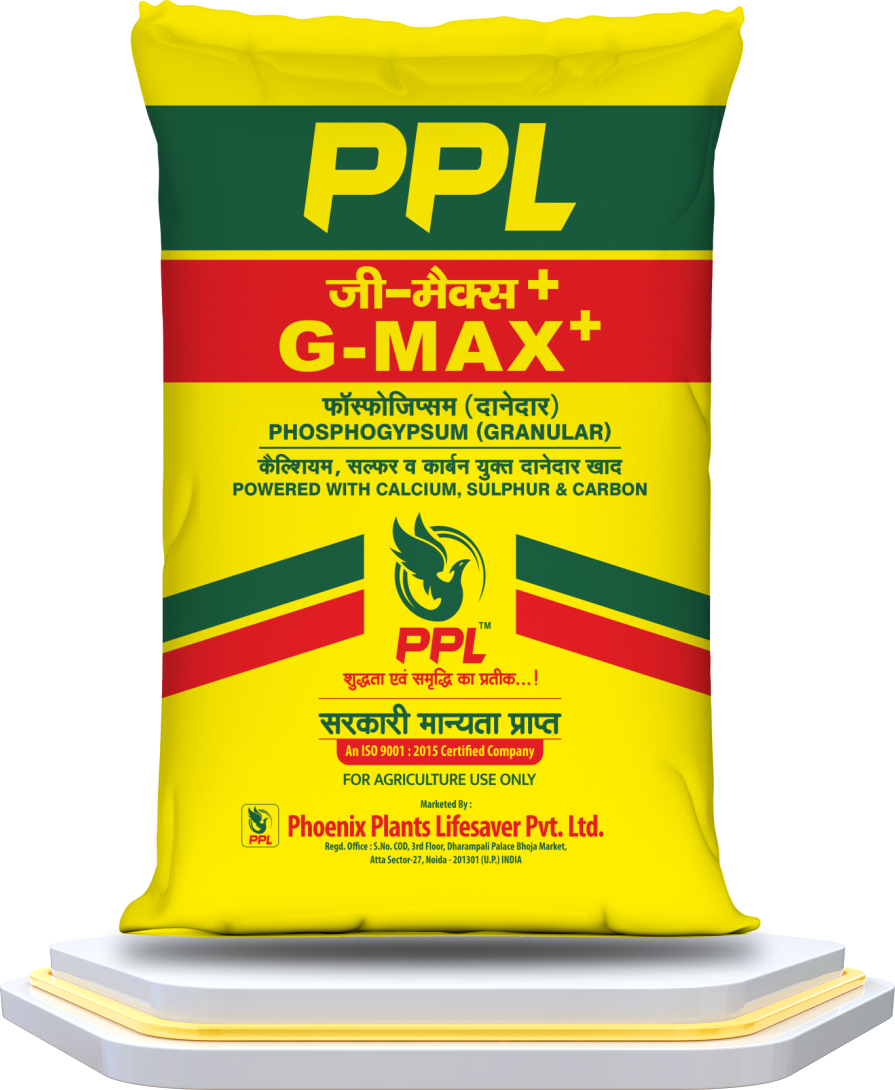 PPL
जी-मैक्स+
G-MAX+
फॉस्फोजिप्सम (दानेदार)
PHOSPHOGYPSUM (GRANULAR)
कैल्शियम, सल्फर व कार्बन युक्त दानेदार खाद
POWERED WITH CALCIUM, SULPHUR & CARBON
PPL™
शुद्धता एवं समृद्धि का प्रतीक...!
सरकारी मान्यता प्राप्त
An ISO 9001 : 2015 Certified Company
FOR AGRICULTURE USE ONLY
Marketed By :
PPL
Phoenix Plants Lifesaver Pvt. Ltd.
Regd. Office : S.No. COD, 3rd Floor, Dharampali Palace Bhoja Market,
Atta Sector-27, Noida - 201301 (U.P.) INDIA